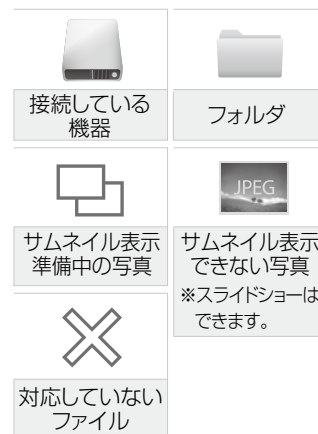 接続している
機器
フォルダ
サムネイル表示
準備中の写真
JPEG
サムネイル表示
できない写真
※スライドショーは
できます。
対応していない
ファイル